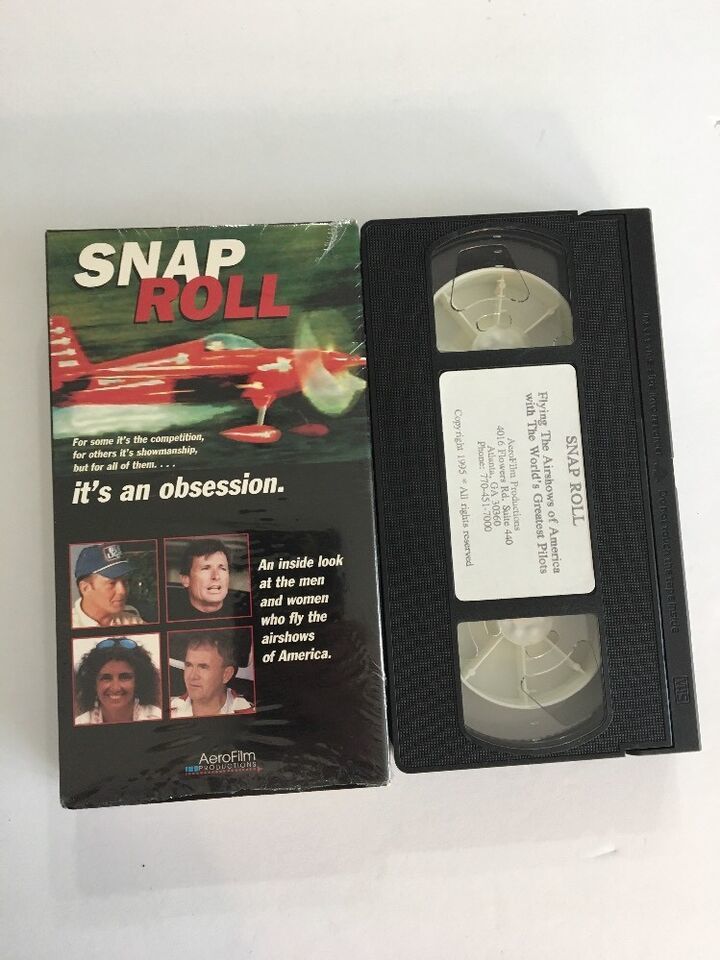 SNAP
ROLL
For some it's the competition,
for others it's showmanship,
but for all of them. . . .
it's an obsession.
An inside look
at the men
and women
who fly the
airshows
of America.
AeroFilm
PRODUCTIONS
SNAP ROLL
Flying The Airshows of America
with The World's Greatest Pilots
AeroFilm Productions
4016 Flowers Rd. Suite 440
Atlanta, GA 30360
Phone: 770-451-7000
Copyright 1995 ® All rights reserved
VHS